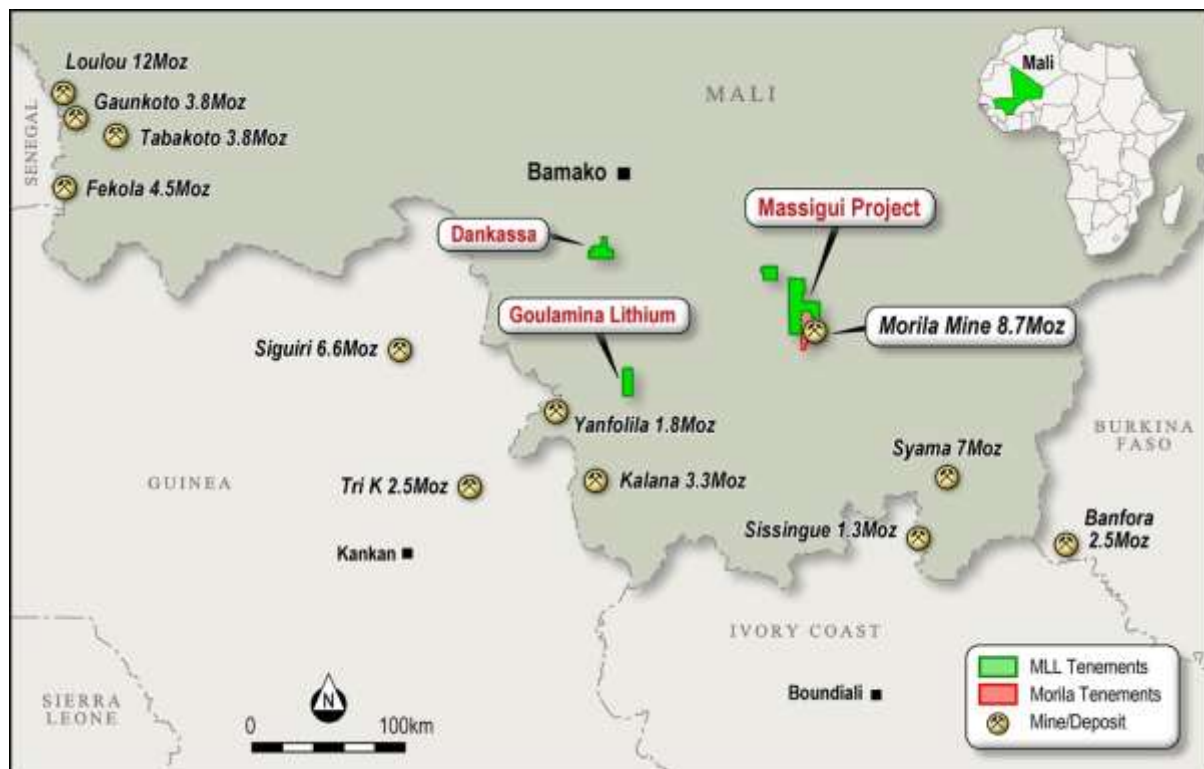 Loulou 12Moz
Gaunkoto 3.8Moz
Tabakoto 3.8Moz
Fekola 4.5Moz
SENEGAL
MALI
Mali
Bamako
Dankassa
Massigui Project
Goulamina Lithium
Morila Mine 8.7Moz
Siguiri 6.6Moz
Yanfolila 1.8Moz
BURKINA
FASO
Syama 7Moz
GUINEA
Tri K 2.5Moz
Kalana 3.3Moz
Sissingue 1.3Moz
Banfora
2.5Moz
Kankan
IVORY COAST
Boundiali
SIERRA
LEONE
N
0 100km
MLL Tenements
Morila Tenements
Mine/Deposit